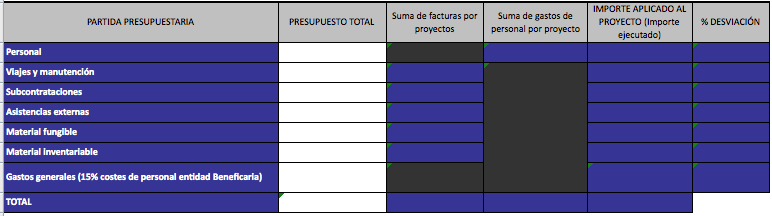 PARTIDA PRESUPUESTARIA
PRESUPUESTO TOTAL
Suma de facturas por
proyectos
Suma de gastos de
personal por proyecto
IMPORTE APLICADO AL
PROYECTO (Importe
ejecutado)
% DESVIACIÓN
Personal
Viajes y manutención
Subcontrataciones
Asistencias externas
Material fungible
Material inventariable
Gastos generales (15% costes de personal entidad Beneficaria)
TOTAL